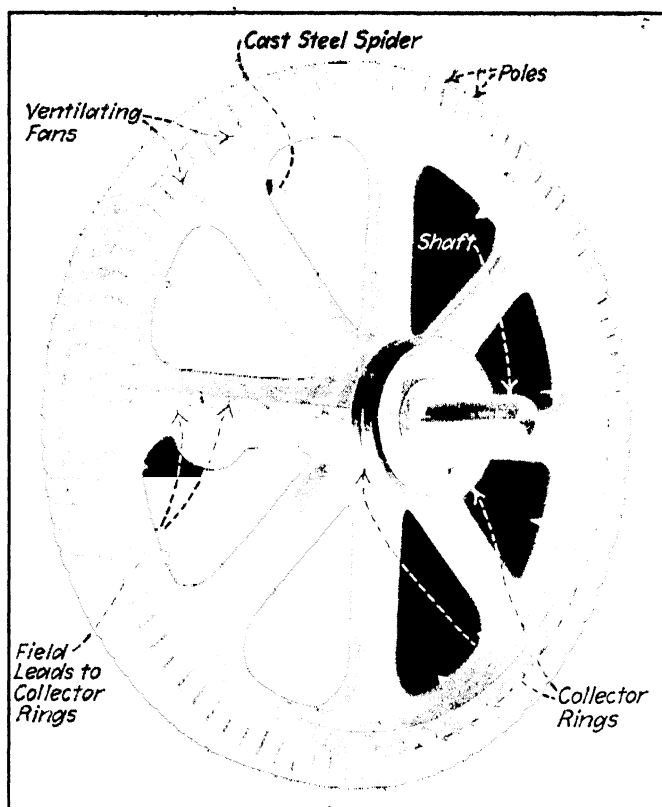 Cast Steel Spider
Poles
Ventilating
Fans
Shaft
Field
Leads to
Collector
Rings
Collector
Rings